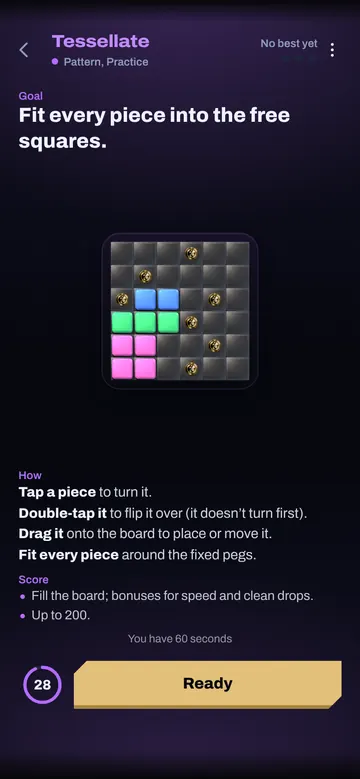 Tessellate
No best yet
Pattern, Practice
Goal
Fit every piece into the free
squares.
How
Tap a piece to turn it.
Double-tap it to flip it over (it doesn't turn first).
Drag it onto the board to place or move it.
Fit every piece around the fixed pegs.
Score
Fill the board; bonuses for speed and clean drops.
Up to 200.
You have 60 seconds
28
Ready